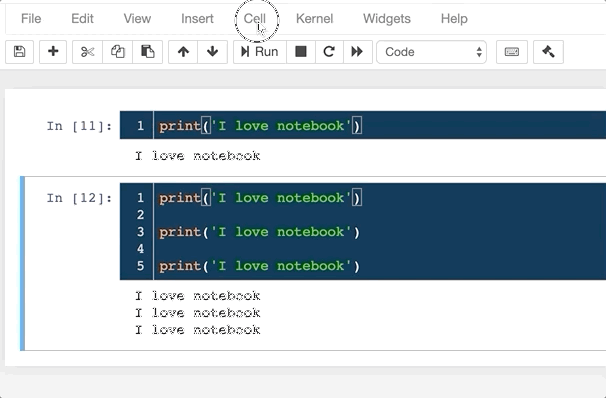 File Edit View Insert Cell Kernel Widgets Help
Run Code
In [11]: 1 print('I love notebook')
I love notebook
In [12]: 1 print('I love notebook')
2
3 print('I love notebook')
4
5 print('I love notebook')
I love notebook
I love notebook
I love notebook